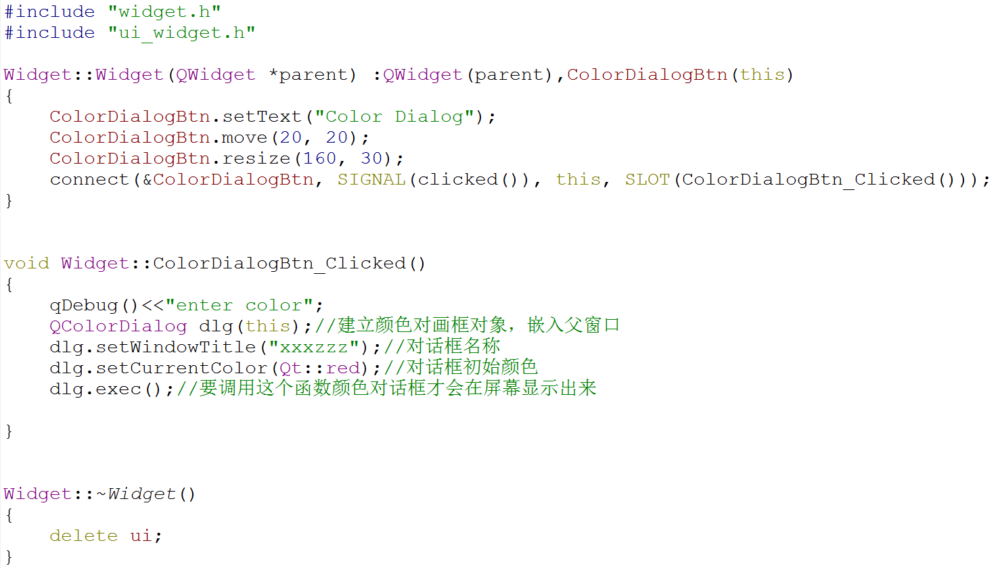 #include "widget.h"
#include "ui_widget.h"
Widget::Widget(QWidget *parent) :QWidget(parent),ColorDialogBtn(this)
{
    ColorDialogBtn.setText("Color Dialog");
    ColorDialogBtn.move(20, 20);
    ColorDialogBtn.resize(160, 30);
    connect(&ColorDialogBtn, SIGNAL(clicked()), this, SLOT(ColorDialogBtn_Clicked()));
}
void Widget::ColorDialogBtn_Clicked()
{
    qDebug()<<"enter color";
    QColorDialog dlg(this);//建立颜色对画框对象，嵌入父窗口
    dlg.setWindowTitle("xxxzzz");//对话框名称
    dlg.setCurrentColor(Qt::red);//对话框初始颜色
    dlg.exec();//要调用这个函数颜色对话框才会在屏幕显示出来
}
Widget::~Widget()
{
    delete ui;
}